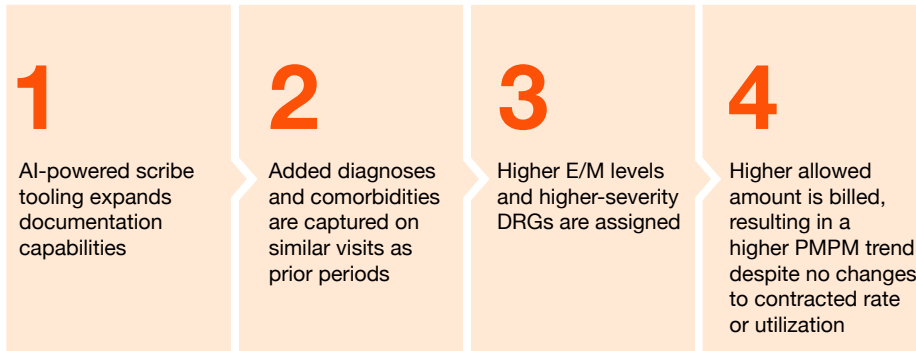 1
AI-powered scribe
tooling expands
documentation
capabilities
2
Added diagnoses
and comorbidities
are captured on
similar visits as
prior periods
3
Higher E/M levels
and higher-severity
DRGs are assigned
4
Higher allowed
amount is billed,
resulting in a
higher PMPM trend
despite no changes
to contracted rate
or utilization